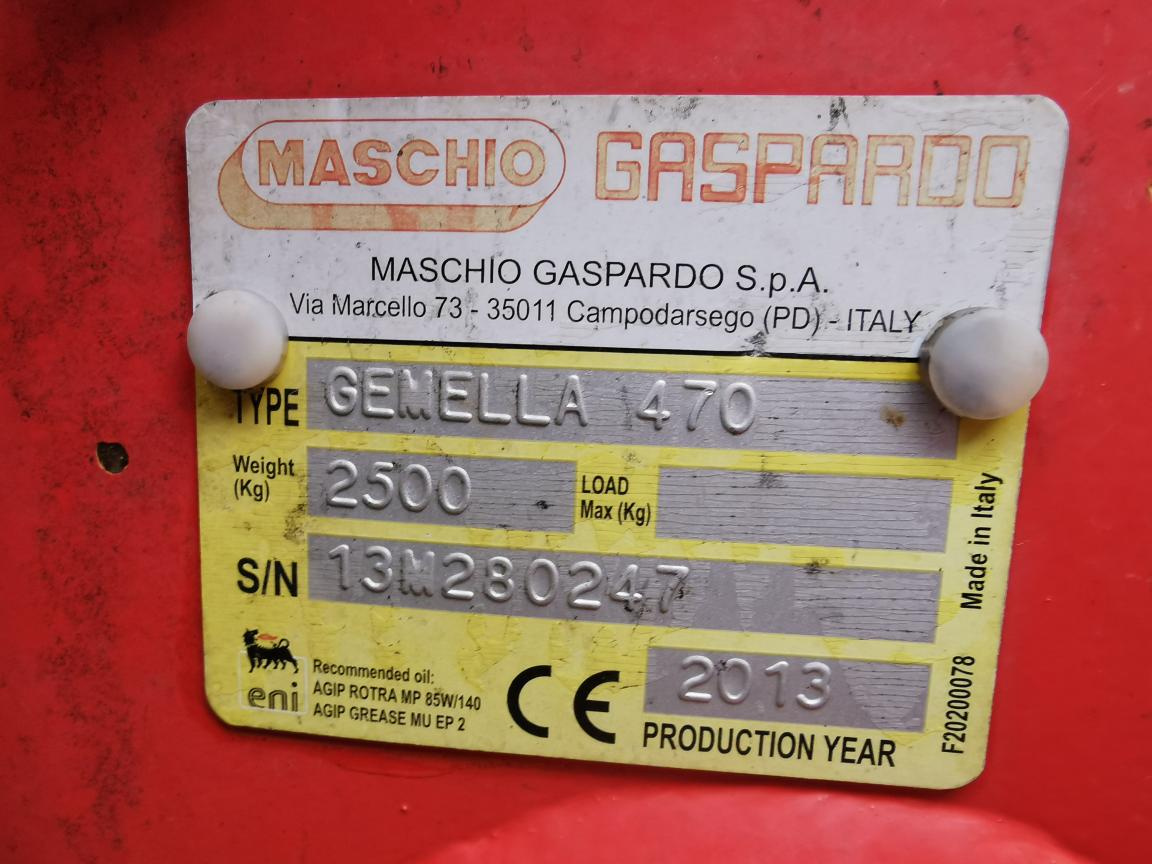 MASCHIO GASPARDO
MASCHIO GASPARDO S.p.A.
Via Marcello 73 - 35011 Campodarsego (PD) - ITALY
TYPE GEMELLA 470
Weight
(Kg) 2500
LOAD
Max (Kg)
S/N 13M280247
Made in Italy
eni
Recommended oil:
AGIP ROTRA MP 85W/140
AGIP GREASE MU EP 2
CE
2013
PRODUCTION YEAR
F20200078